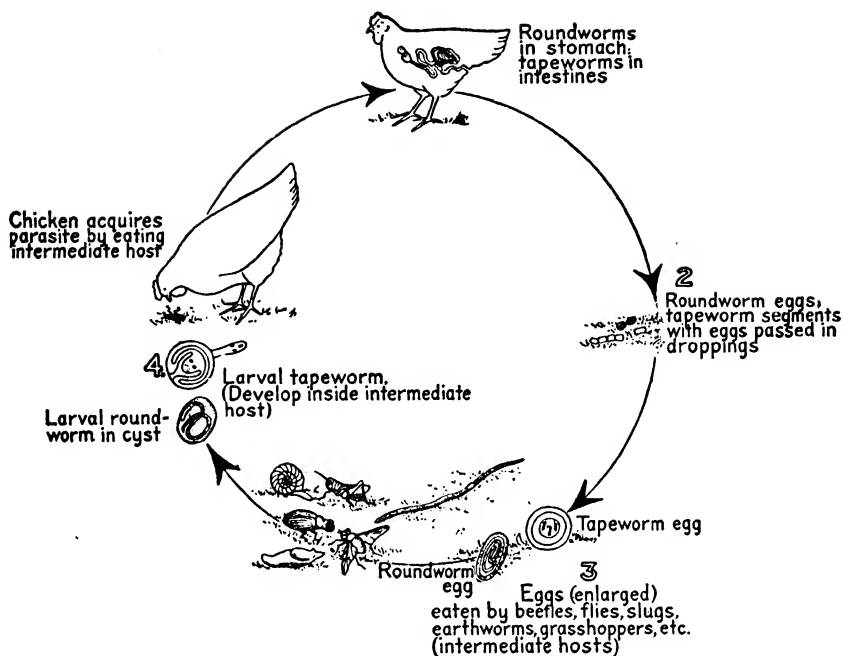 Roundworms
in stomach;
tapeworms in
intestines
2
Roundworm eggs,
tapeworm segments
with eggs passed in
droppings
Tapeworm egg
Roundworm
egg
3
Eggs (enlarged)
eaten by beetles, flies, slugs,
earthworms, grasshoppers, etc.
(intermediate hosts)
4.
Larval tapeworm.
(Develop inside intermediate
host)
Larval round-
worm in cyst
Chicken acquires
parasite by eating
intermediate host